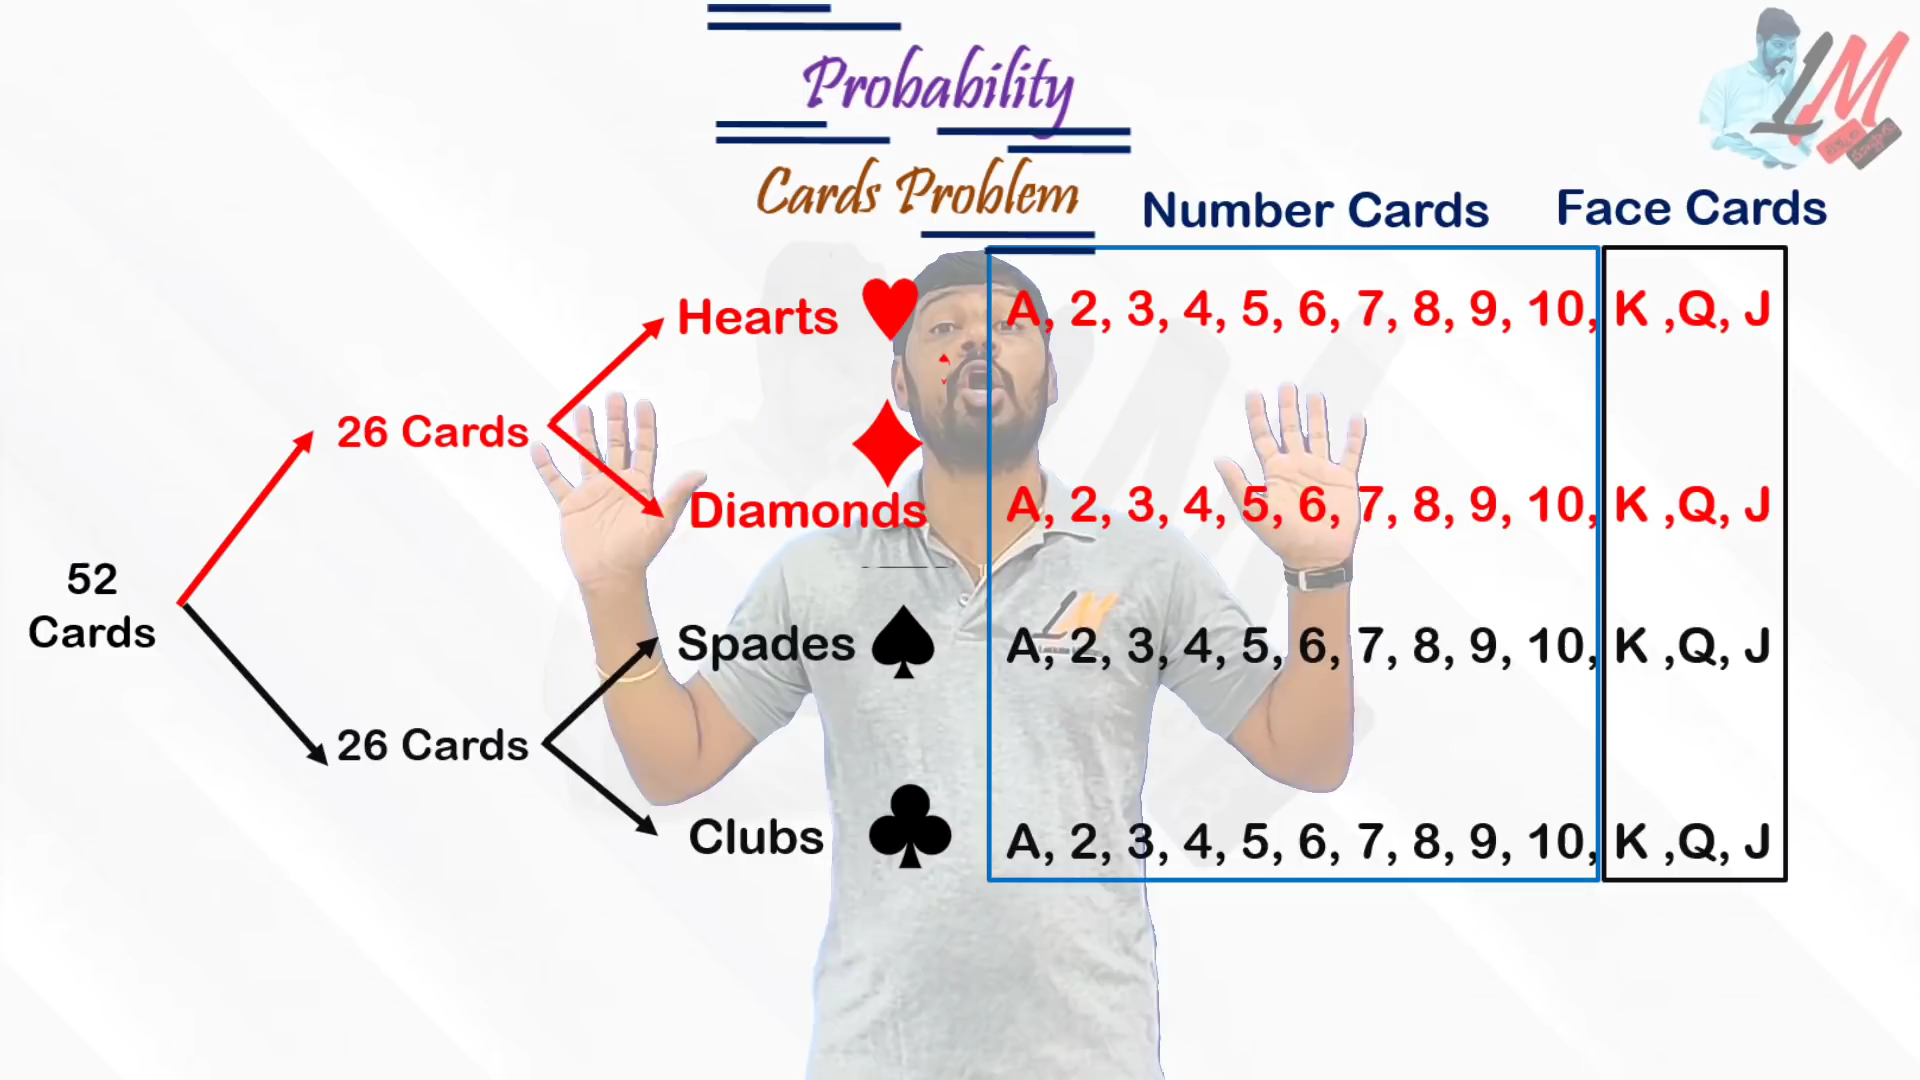 Probability
Cards Problem
Number Cards
Face Cards
LM
Hearts
A, 2, 3, 4, 5, 6, 7, 8, 9, 10, K ,Q, J
26 Cards
Diamonds
A, 2, 3, 4, 5, 6, 7, 8, 9, 10, K ,Q, J
52
Cards
LM
Spades
A, 2, 3, 4, 5, 6, 7, 8, 9, 10, K ,Q, J
26 Cards
Clubs
A, 2, 3, 4, 5, 6, 7, 8, 9, 10, K ,Q, J